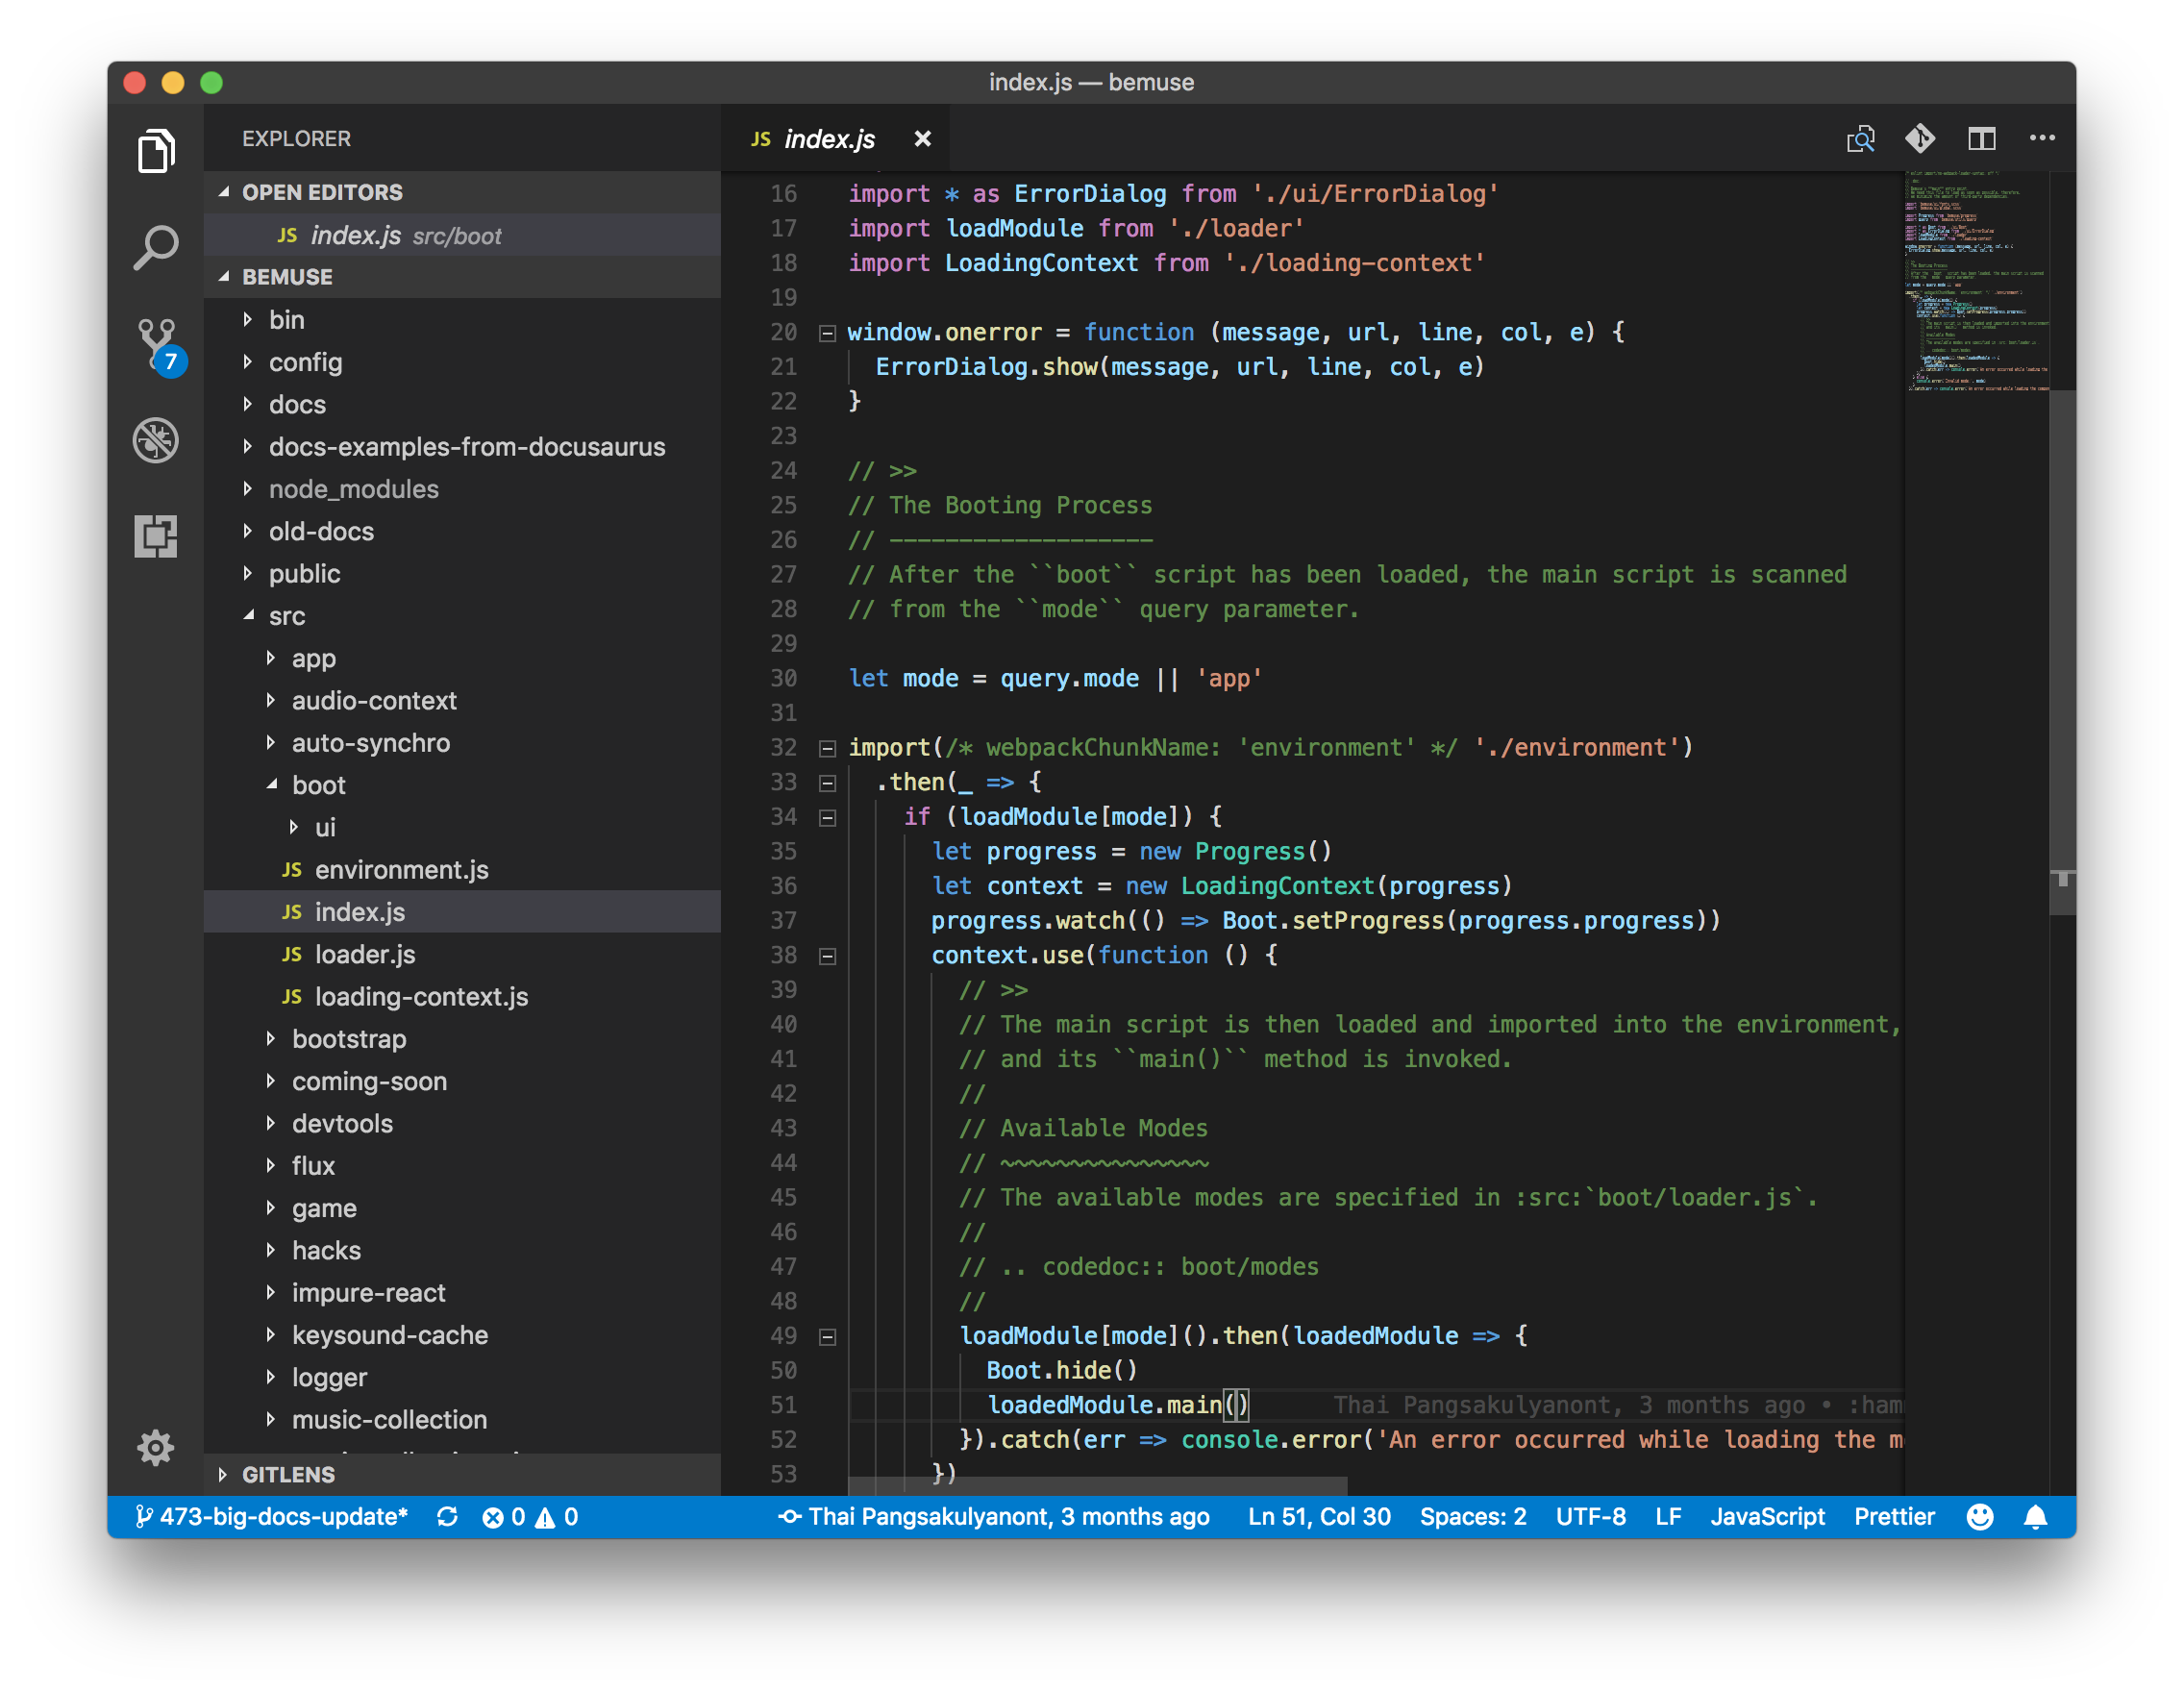 index.js — bemuse
EXPLORER
OPEN EDITORS
JS index.js src/boot
BEMUSE
bin
config
7
docs
docs-examples-from-docusaurus
node_modules
old-docs
public
src
app
audio-context
auto-synchro
boot
ui
JS environment.js
JS index.js
JS loader.js
JS loading-context.js
bootstrap
coming-soon
devtools
flux
game
hacks
impure-react
keysound-cache
logger
music-collection
GITLENS
JS index.js ×
16 import * as ErrorDialog from './ui/ErrorDialog'
17 import loadModule from './loader'
18 import LoadingContext from './loading-context'
19
20 window.onerror = function (message, url, line, col, e) {
21 ErrorDialog.show(message, url, line, col, e)
22 }
23
24 // >>
25 // The Booting Process
26 // -------------------
27 // After the ``boot`` script has been loaded, the main script is scanned
28 // from the ``mode`` query parameter.
29
30 let mode = query.mode || 'app'
31
32 import(/* webpackChunkName: 'environment' */ './environment')
33 .then(_ => {
34 if (loadModule[mode]) {
35 let progress = new Progress()
36 let context = new LoadingContext(progress)
37 progress.watch(() => Boot.setProgress(progress.progress))
38 context.use(function () {
39 // >>
40 // The main script is then loaded and imported into the environment,
41 // and its ``main()`` method is invoked.
42 //
43 // Available Modes
44 // ~~~~~~~~~~~~~~~
45 // The available modes are specified in :src:`boot/loader.js`.
46 //
47 // .. codedoc:: boot/modes
48 //
49 loadModule[mode]().then(loadedModule => {
50 Boot.hide()
51 loadedModule.main() Thai Pangsakulyanont, 3 months ago • :ham
52 }).catch(err => console.error('An error occurred while loading the m
53 })
473-big-docs-update* 0 0 Thai Pangsakulyanont, 3 months ago Ln 51, Col 30 Spaces: 2 UTF-8 LF JavaScript Prettier